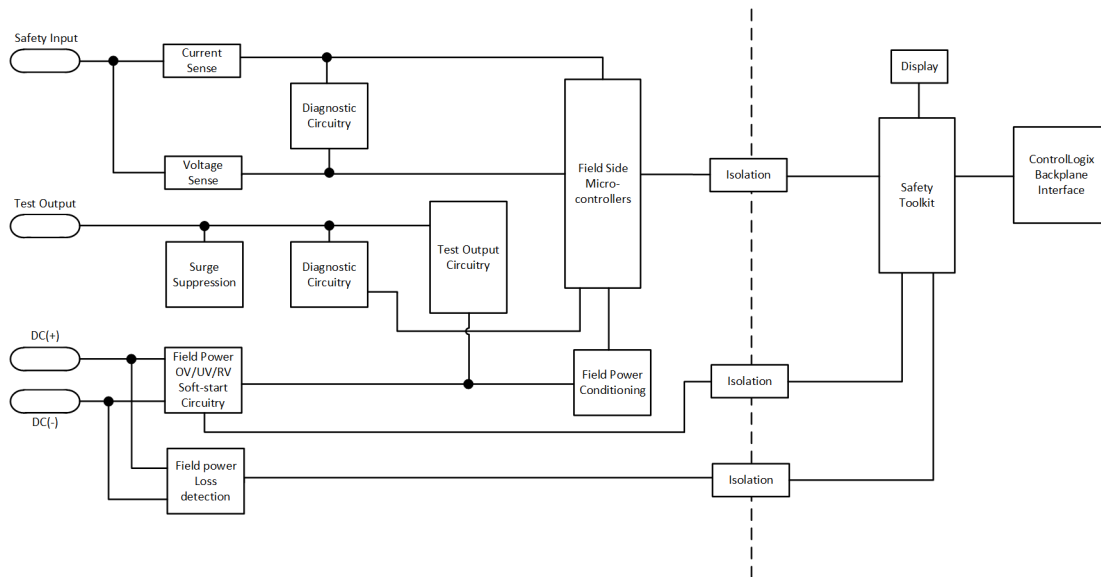 Safety Input
Current
Sense
Display
Diagnostic
Circuitry
ControlLogix
Backplane
Interface
Voltage
Sense
Field Side
Micro-
controllers
Isolation
Safety
Toolkit
Test Output
Surge
Suppression
Diagnostic
Circuitry
Test Output
Circuitry
DC(+)
Field Power
OV/UV/RV
Soft-start
Circuitry
Field Power
Conditioning
Isolation
DC(-)
Field power
Loss
detection
Isolation